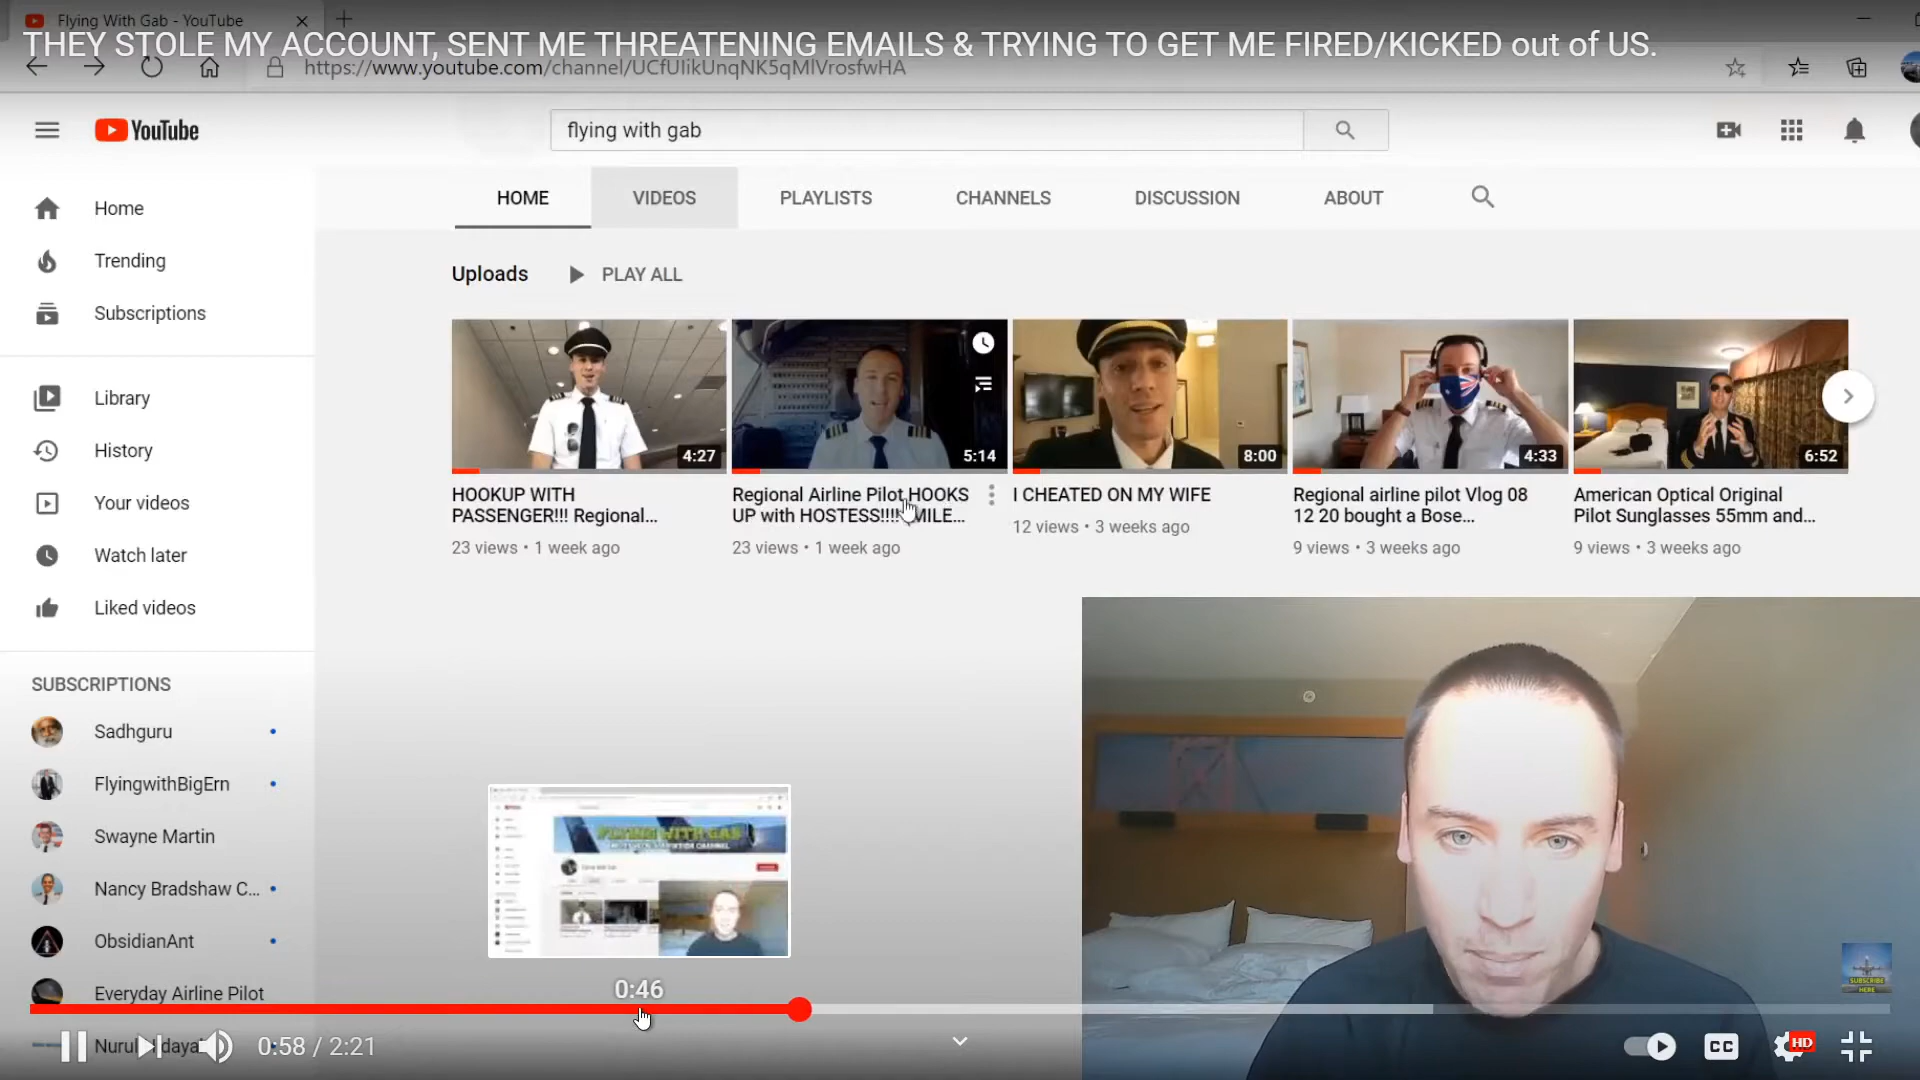 Flying With Gab - YouTube
THEY STOLE MY ACCOUNT, SENT ME THREATENING EMAILS & TRYING TO GET ME FIRED/KICKED out of US.
https://www.youtube.com/channel/UCfUIikUnqNK5qMlVrosfwHA
YouTube
flying with gab
HOME VIDEOS PLAYLISTS CHANNELS DISCUSSION ABOUT
Home
Trending
Subscriptions
Library
History
Your videos
Watch later
Liked videos
SUBSCRIPTIONS
Sadhguru
FlyingwithBigErn
Swayne Martin
Nancy Bradshaw C...
ObsidianAnt
Everyday Airline Pilot
Uploads PLAY ALL
4:27
HOOKUP WITH
PASSENGER!!! Regional...
23 views • 1 week ago
5:14
Regional Airline Pilot HOOKS
UP with HOSTESS!!!! MILE...
23 views • 1 week ago
8:00
I CHEATED ON MY WIFE
12 views • 3 weeks ago
4:33
Regional airline pilot Vlog 08
12 20 bought a Bose...
9 views • 3 weeks ago
6:52
American Optical Original
Pilot Sunglasses 55mm and...
9 views • 3 weeks ago
FLYING WITH GAB
0:46
SUBSCRIBE
HERE
0:58 / 2:21
CC
HD